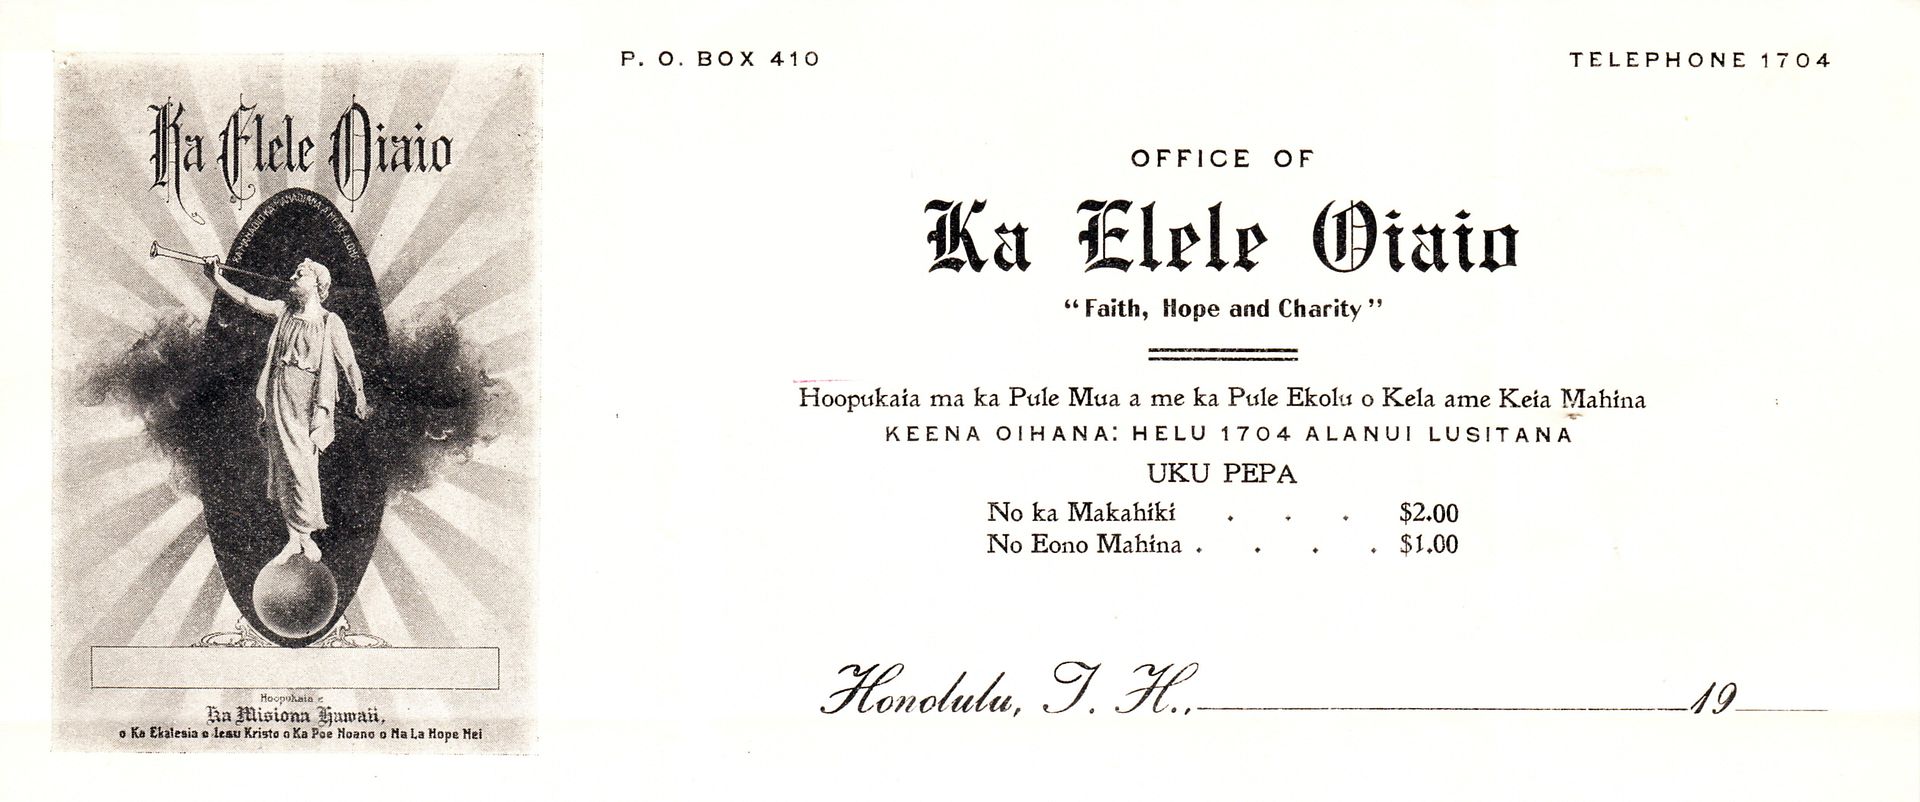 P. O. BOX 410
TELEPHONE 1704
Ka Elele Oiaio
OFFICE OF
Ka Elele Oiaio
"Faith, Hope and Charity"
Hoopukaia ma ka Pule Mua a me ka Pule Ekolu o Kela ame Keia Mahina
KEENA OIHANA: HELU 1704 ALANUI LUSITANA
UKU PEPA
No ka Makahiki . . . $2.00
No Eono Mahina . . . . $1.00
Honolulu, T. H., 19
Hoopukaia e
Ka Misiona Hawaii,
o Ka Ekalesia o Iesu Kristo o Ka Poe Hoano o Na La Hope Nei